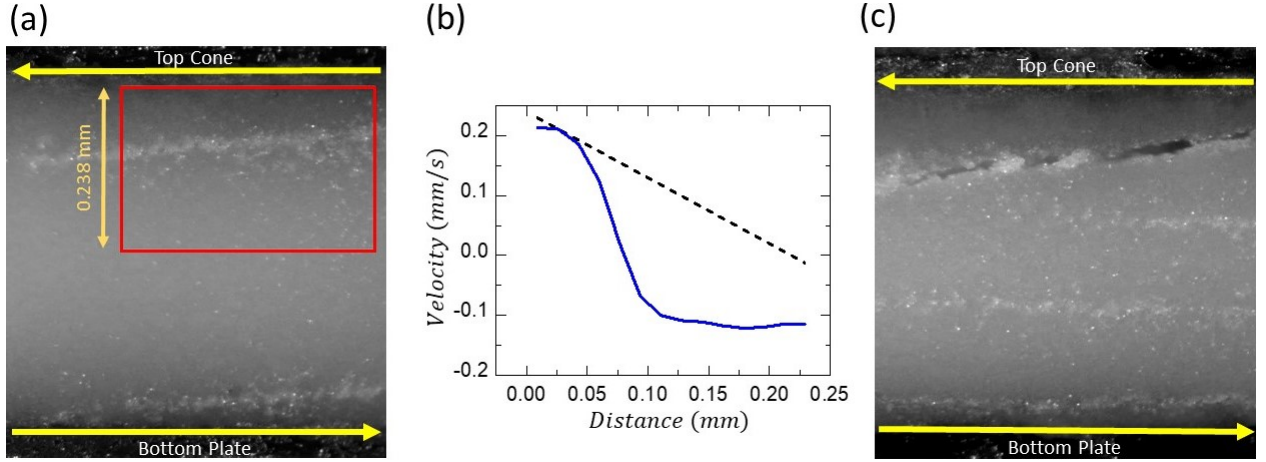 (a)
Top Cone
0.238 mm
Bottom Plate
(b)
Velocity (mm/s)
0.2
0.1
0.0
-0.1
-0.2
0.00 0.05 0.10 0.15 0.20 0.25
Distance (mm)
(c)
Top Cone
Bottom Plate